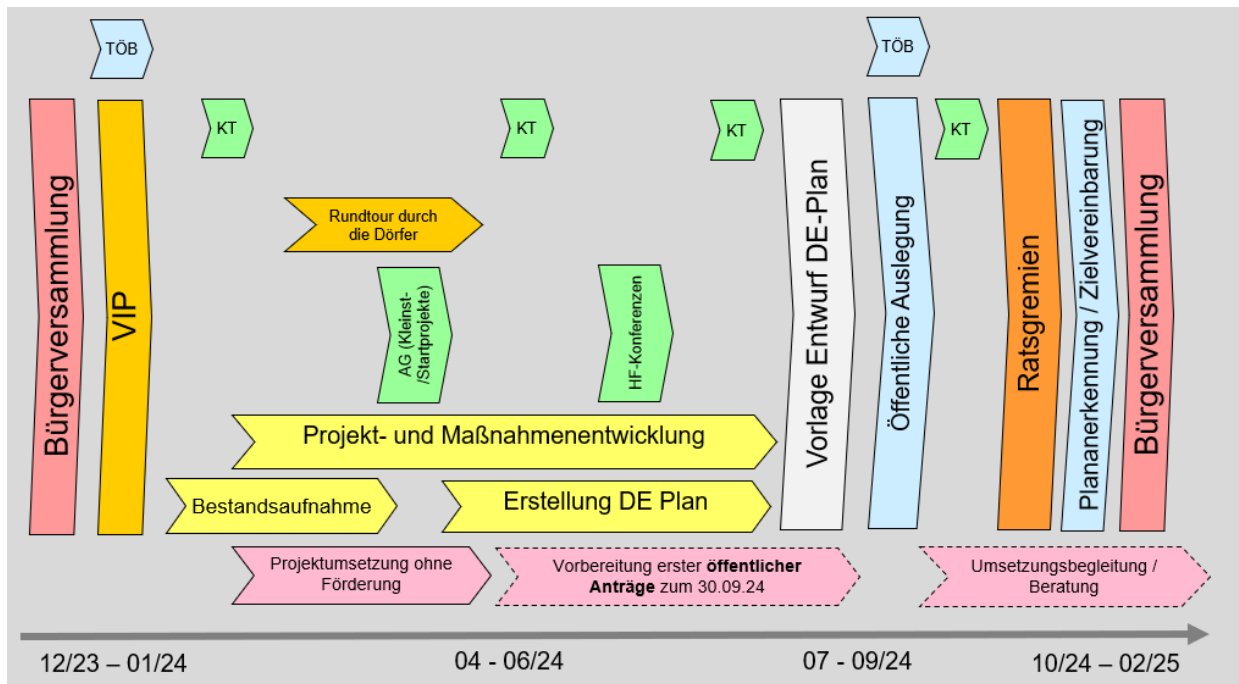 TÖB
TÖB
KT
KT
KT
KT
Bürgerversammlung
VIP
Rundtour durch
die Dörfer
AG (Kleinst-
/Startprojekte)
HF-Konferenzen
Projekt- und Maßnahmenentwicklung
Bestandsaufnahme
Erstellung DE Plan
Projektumsetzung ohne
Förderung
Vorbereitung erster öffentlicher
Anträge zum 30.09.24
Vorlage Entwurf DE-Plan
Öffentliche Auslegung
Ratsgremien
Plananerkennung / Zielvereinbarung
Bürgerversammlung
Umsetzungsbegleitung /
Beratung
12/23 – 01/24
04 - 06/24
07 - 09/24
10/24 – 02/25